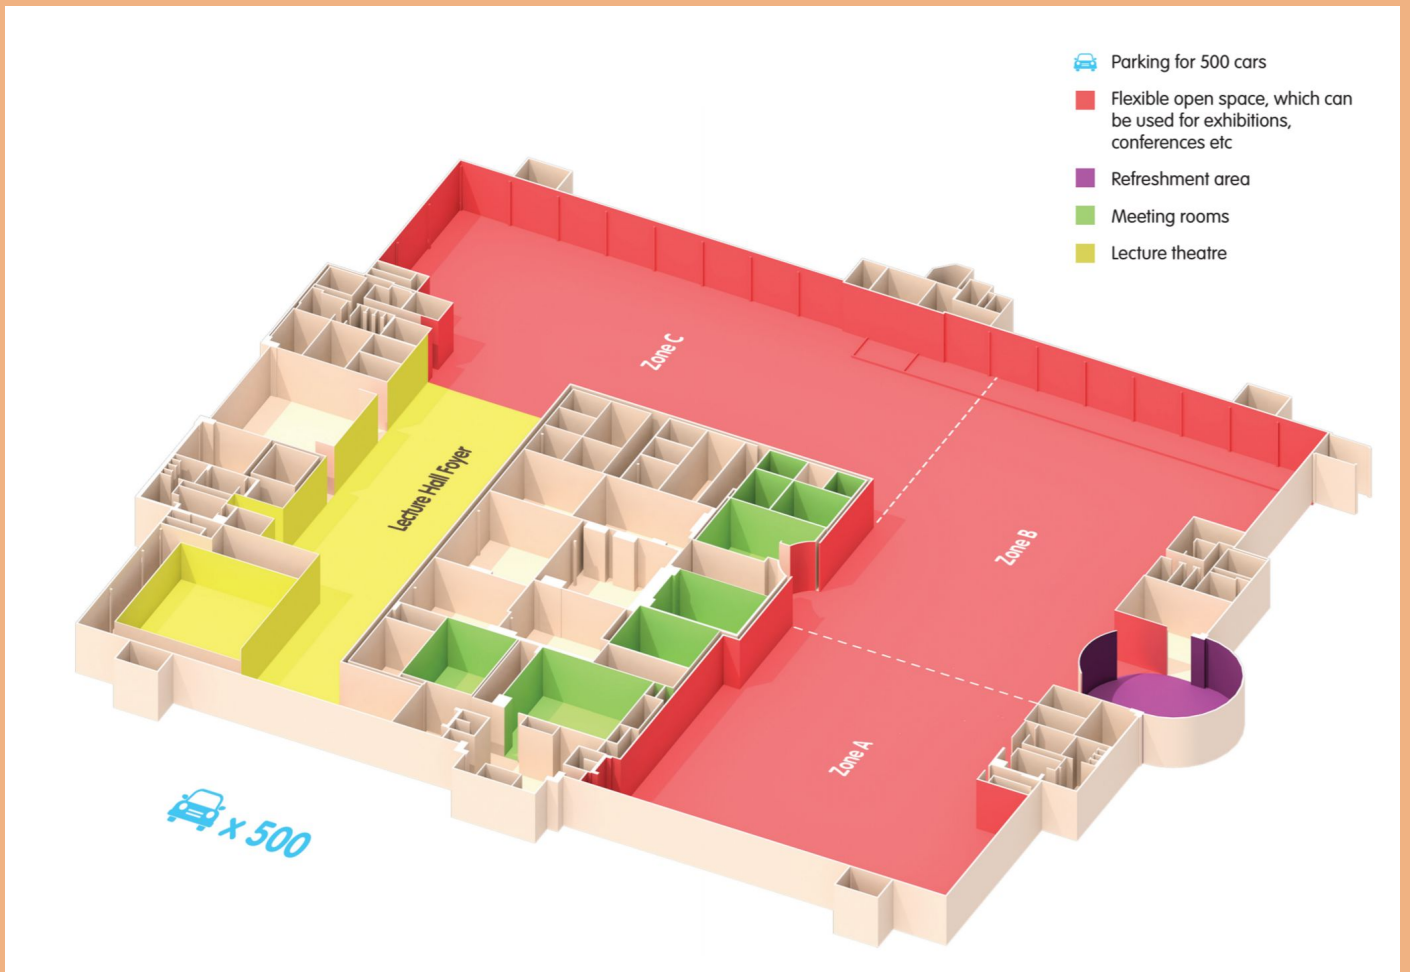 Parking for 500 cars
Flexible open space, which can
be used for exhibitions,
conferences etc
Refreshment area
Meeting rooms
Lecture theatre
Zone C
Lecture Hall Foyer
Zone B
Zone A
x 500